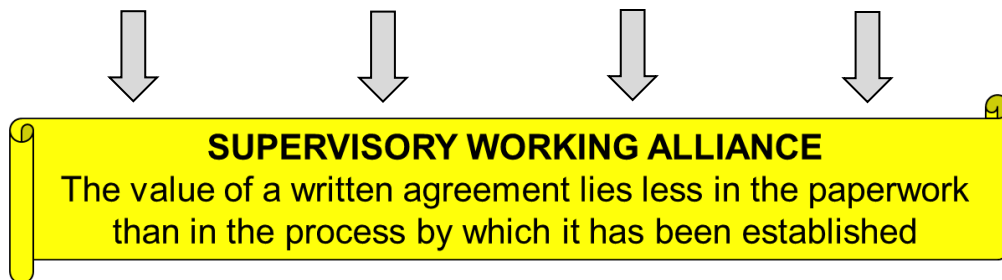 SUPERVISORY WORKING ALLIANCE
The value of a written agreement lies less in the paperwork
than in the process by which it has been established